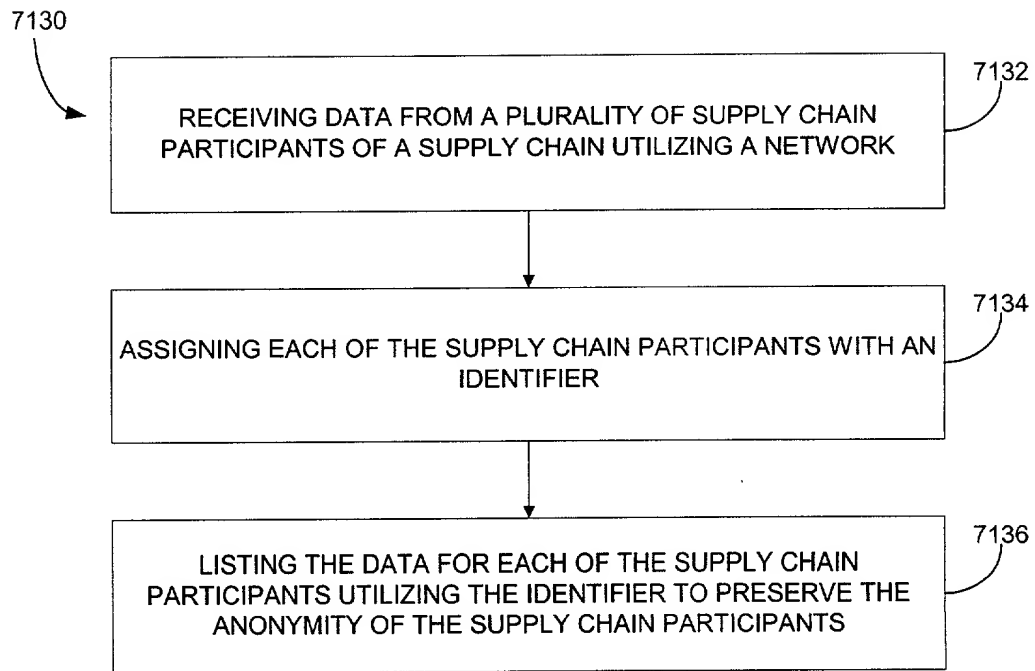 7130
7132
RECEIVING DATA FROM A PLURALITY OF SUPPLY CHAIN
PARTICIPANTS OF A SUPPLY CHAIN UTILIZING A NETWORK
7134
ASSIGNING EACH OF THE SUPPLY CHAIN PARTICIPANTS WITH AN
IDENTIFIER
7136
LISTING THE DATA FOR EACH OF THE SUPPLY CHAIN
PARTICIPANTS UTILIZING THE IDENTIFIER TO PRESERVE THE
ANONYMITY OF THE SUPPLY CHAIN PARTICIPANTS